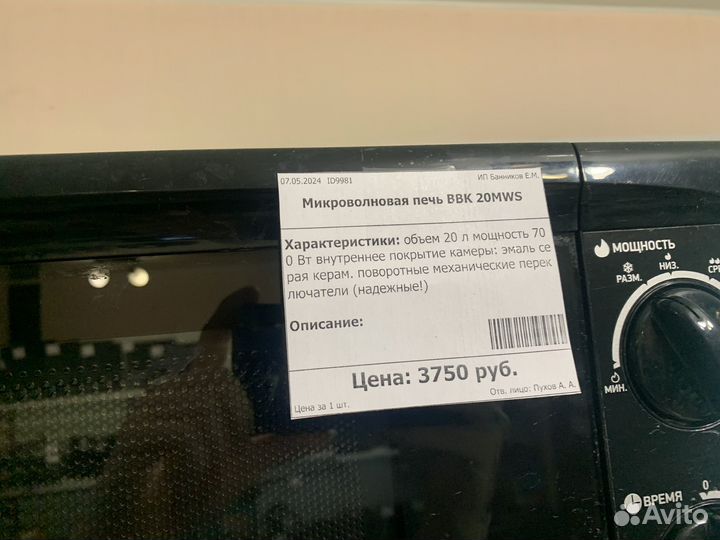 07.05.2024 ID9981
ИП Банников Е.М.
Микроволновая печь BBK 20MWS
Характеристики: объем 20 л мощность 70
0 Вт внутреннее покрытие камеры: эмаль се
рая керам. поворотные механические перек
лючатели (надежные!)
Описание:
Цена: 3750 руб.
Цена за 1 шт.
Отв. лицо: Пухов А. А.
МОЩНОСТЬ
НИЗ.
РАЗМ.
МИН.
ВРЕМЯ
0
Avito